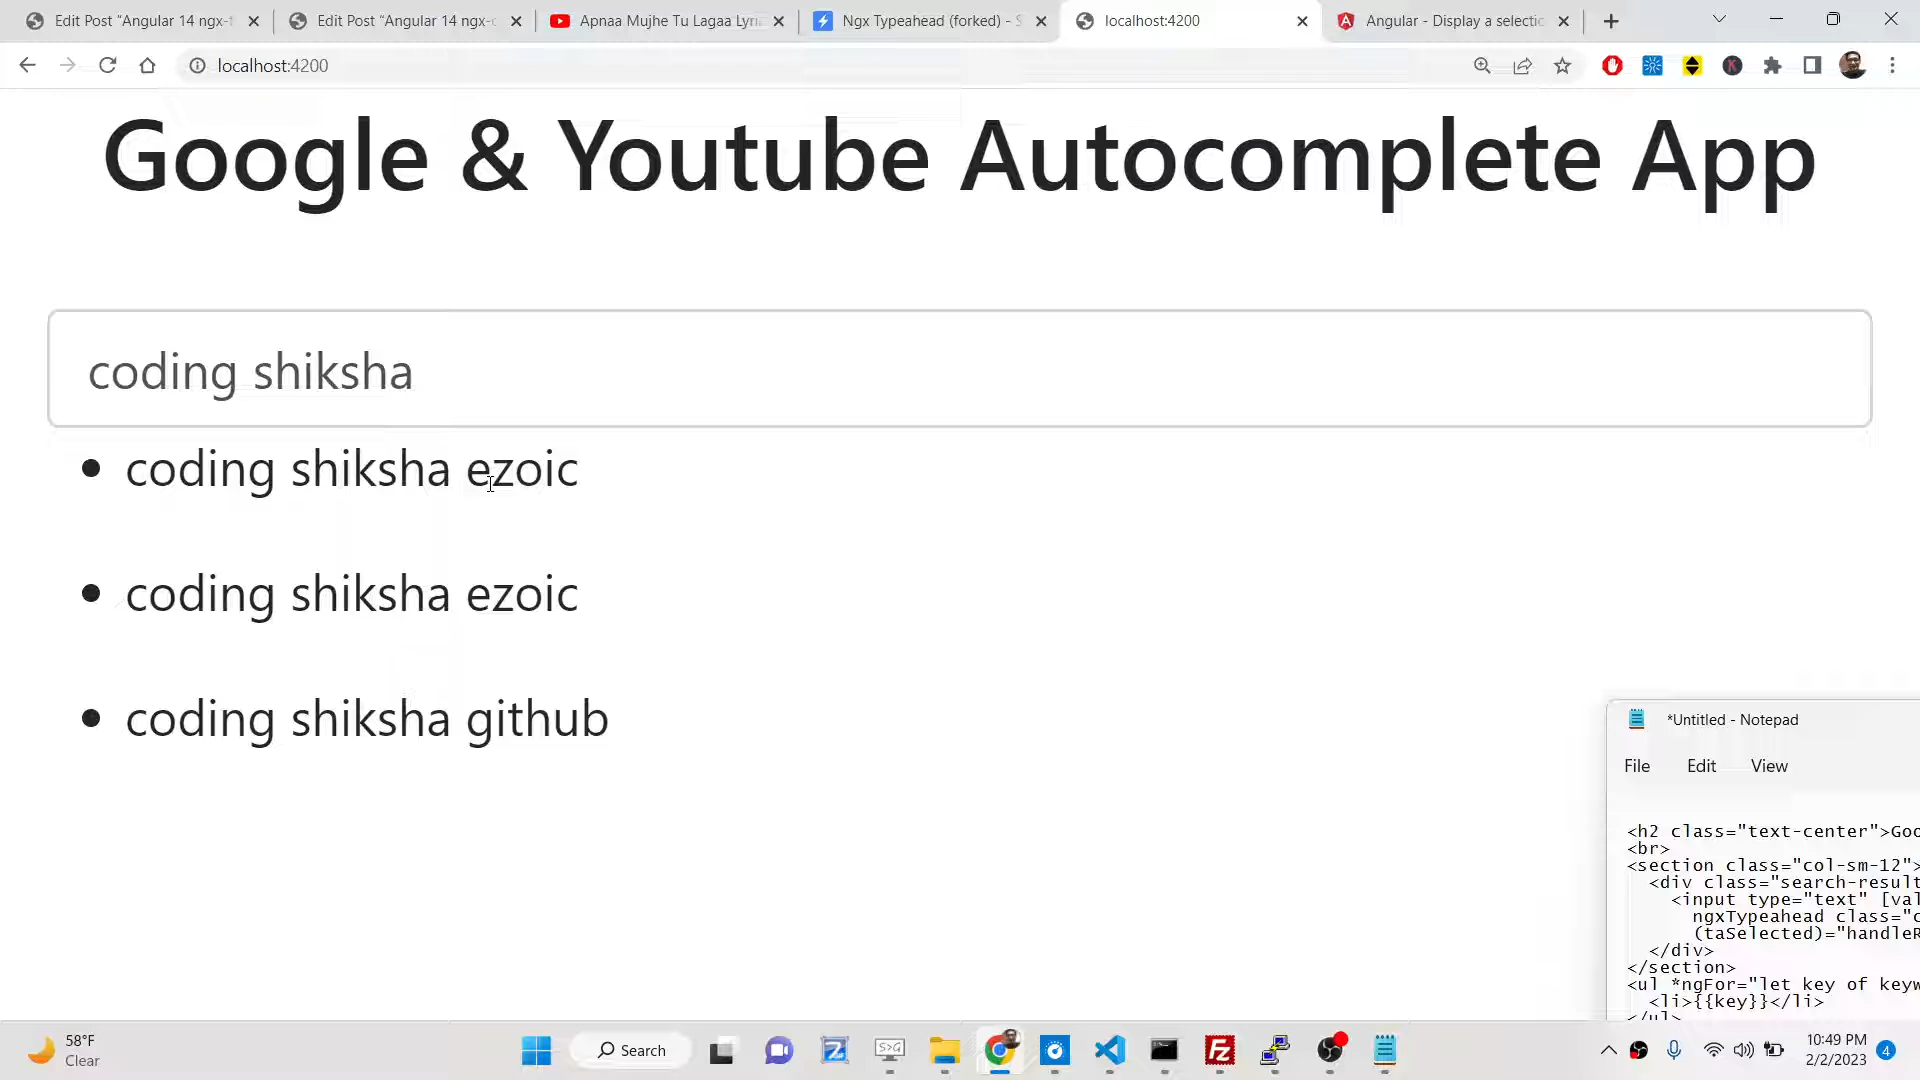 Edit Post “Angular 14 ngx-t
Edit Post “Angular 14 ngx-c
Apnaa Mujhe Tu Lagaa Lyri
Ngx Typeahead (forked) - S
localhost:4200
Angular - Display a selectio
localhost:4200
Google & Youtube Autocomplete App
coding shiksha
coding shiksha ezoic
coding shiksha ezoic
coding shiksha github
*Untitled - Notepad
File Edit View
<h2 class="text-center">Goo
<br>
<section class="col-sm-12">
<div class="search-result
<input type="text" [val
ngxTypeahead class="c
(taSelected)="handleR
</div>
</section>
<ul *ngFor="let key of keyw
<li>{{key}}</li>
</ul>
58°F
Clear
Search
10:49 PM
2/2/2023
4